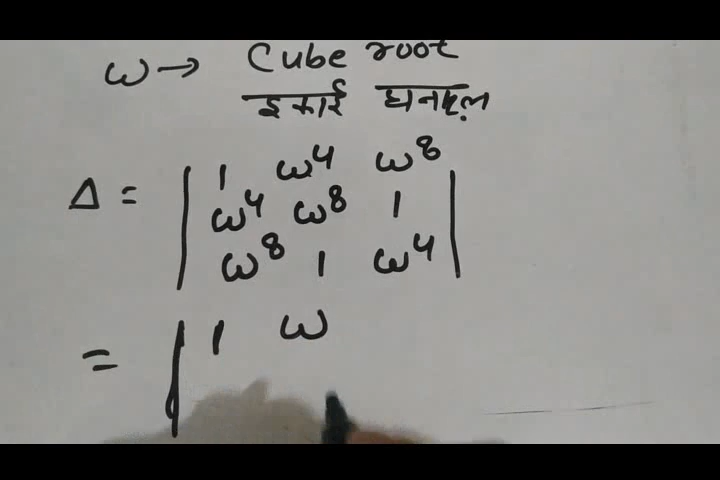 ω → Cube root
इकाई घनमूल
Δ = | 1 ω⁴ ω⁸ |
| ω⁴ ω⁸ 1 |
| ω⁸ 1 ω⁴ |
= | 1 ω